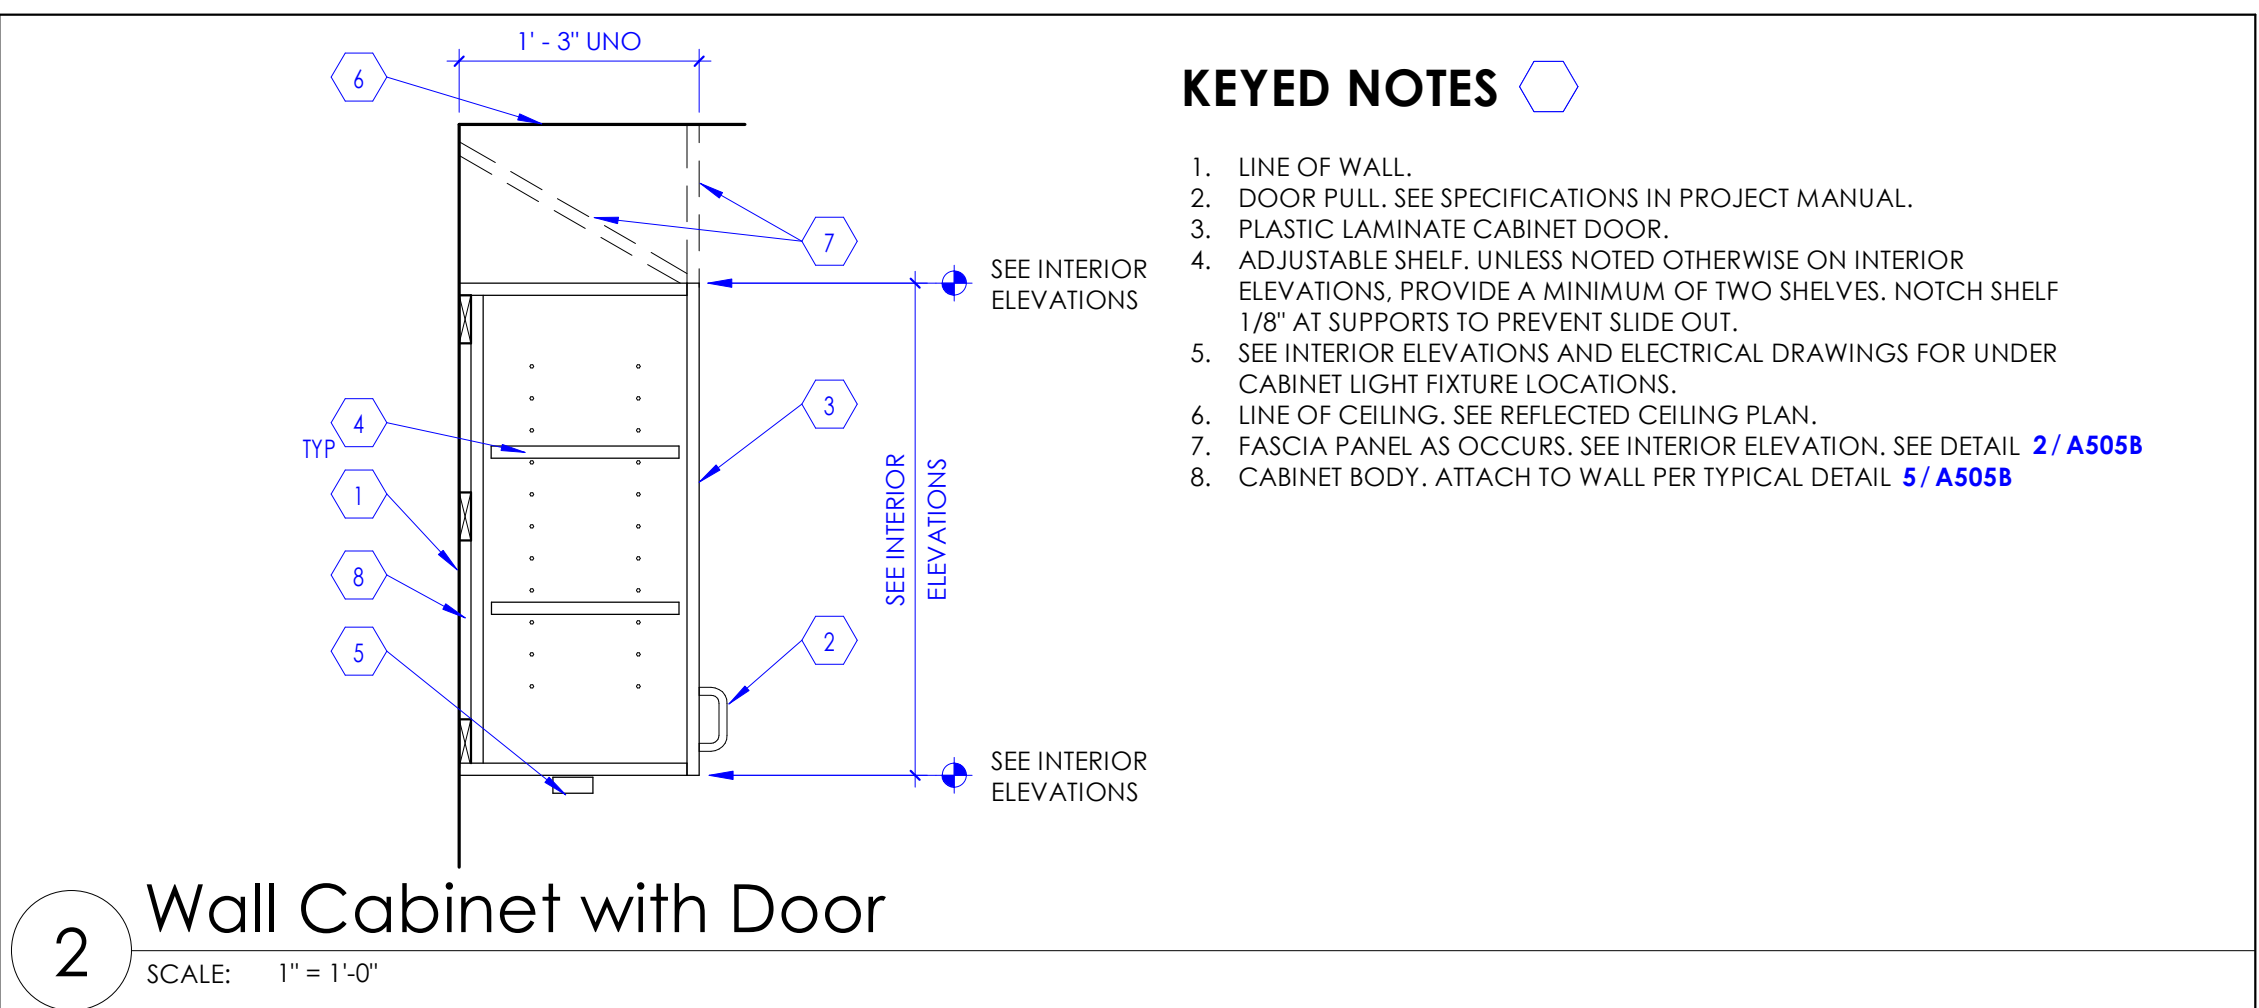 1' - 3" UNO
6
7
SEE INTERIOR
ELEVATIONS
3
4
TYP
1
8
5
2
SEE INTERIOR
ELEVATIONS
SEE INTERIOR
ELEVATIONS
KEYED NOTES
1. LINE OF WALL.
2. DOOR PULL. SEE SPECIFICATIONS IN PROJECT MANUAL.
3. PLASTIC LAMINATE CABINET DOOR.
4. ADJUSTABLE SHELF. UNLESS NOTED OTHERWISE ON INTERIOR
ELEVATIONS, PROVIDE A MINIMUM OF TWO SHELVES. NOTCH SHELF
1/8" AT SUPPORTS TO PREVENT SLIDE OUT.
5. SEE INTERIOR ELEVATIONS AND ELECTRICAL DRAWINGS FOR UNDER
CABINET LIGHT FIXTURE LOCATIONS.
6. LINE OF CEILING. SEE REFLECTED CEILING PLAN.
7. FASCIA PANEL AS OCCURS. SEE INTERIOR ELEVATION. SEE DETAIL 2/A505B
8. CABINET BODY. ATTACH TO WALL PER TYPICAL DETAIL 5/A505B
2
Wall Cabinet with Door
SCALE: 1" = 1'-0"